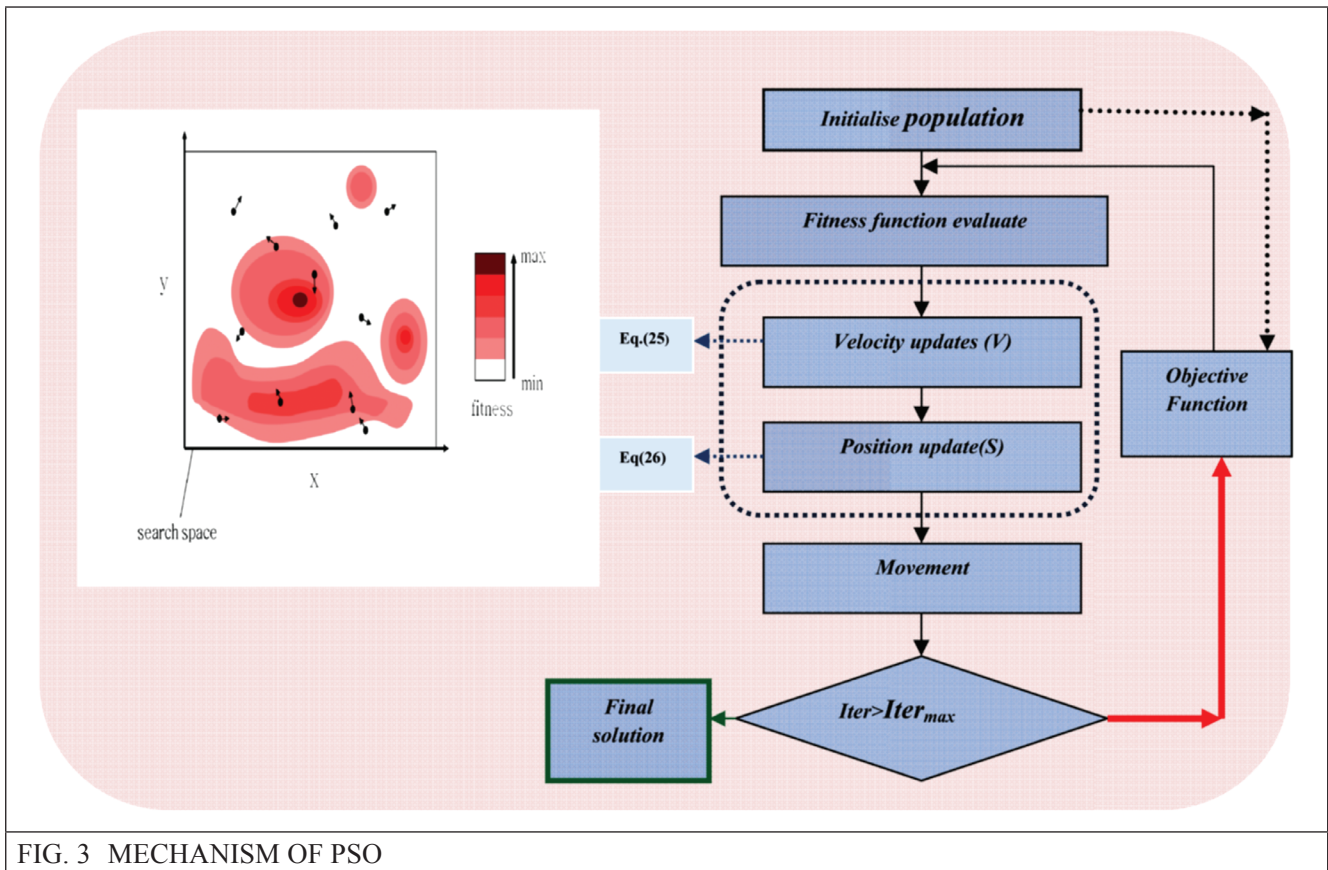 y
X
search space
max
min
fitness
Initialise population
Fitness function evaluate
Eq.(25)
Velocity updates (V)
Eq(26)
Position update(S)
Objective
Function
Movement
Iter>Itermax
Final
solution
FIG. 3 MECHANISM OF PSO